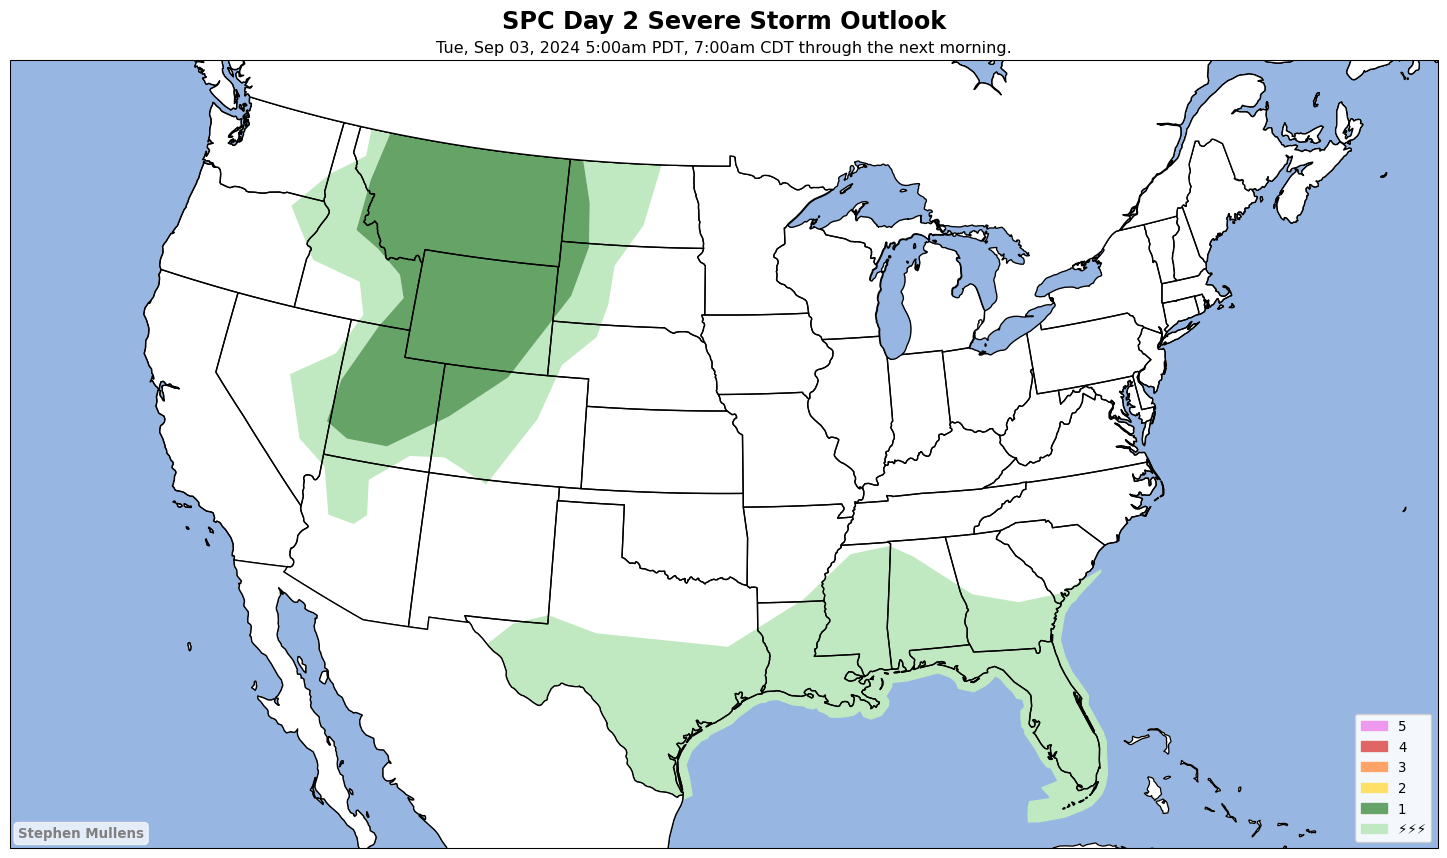 SPC Day 2 Severe Storm Outlook
Tue, Sep 03, 2024 5:00am PDT, 7:00am CDT through the next morning.
5
4
3
2
1
⚡⚡⚡
Stephen Mullens